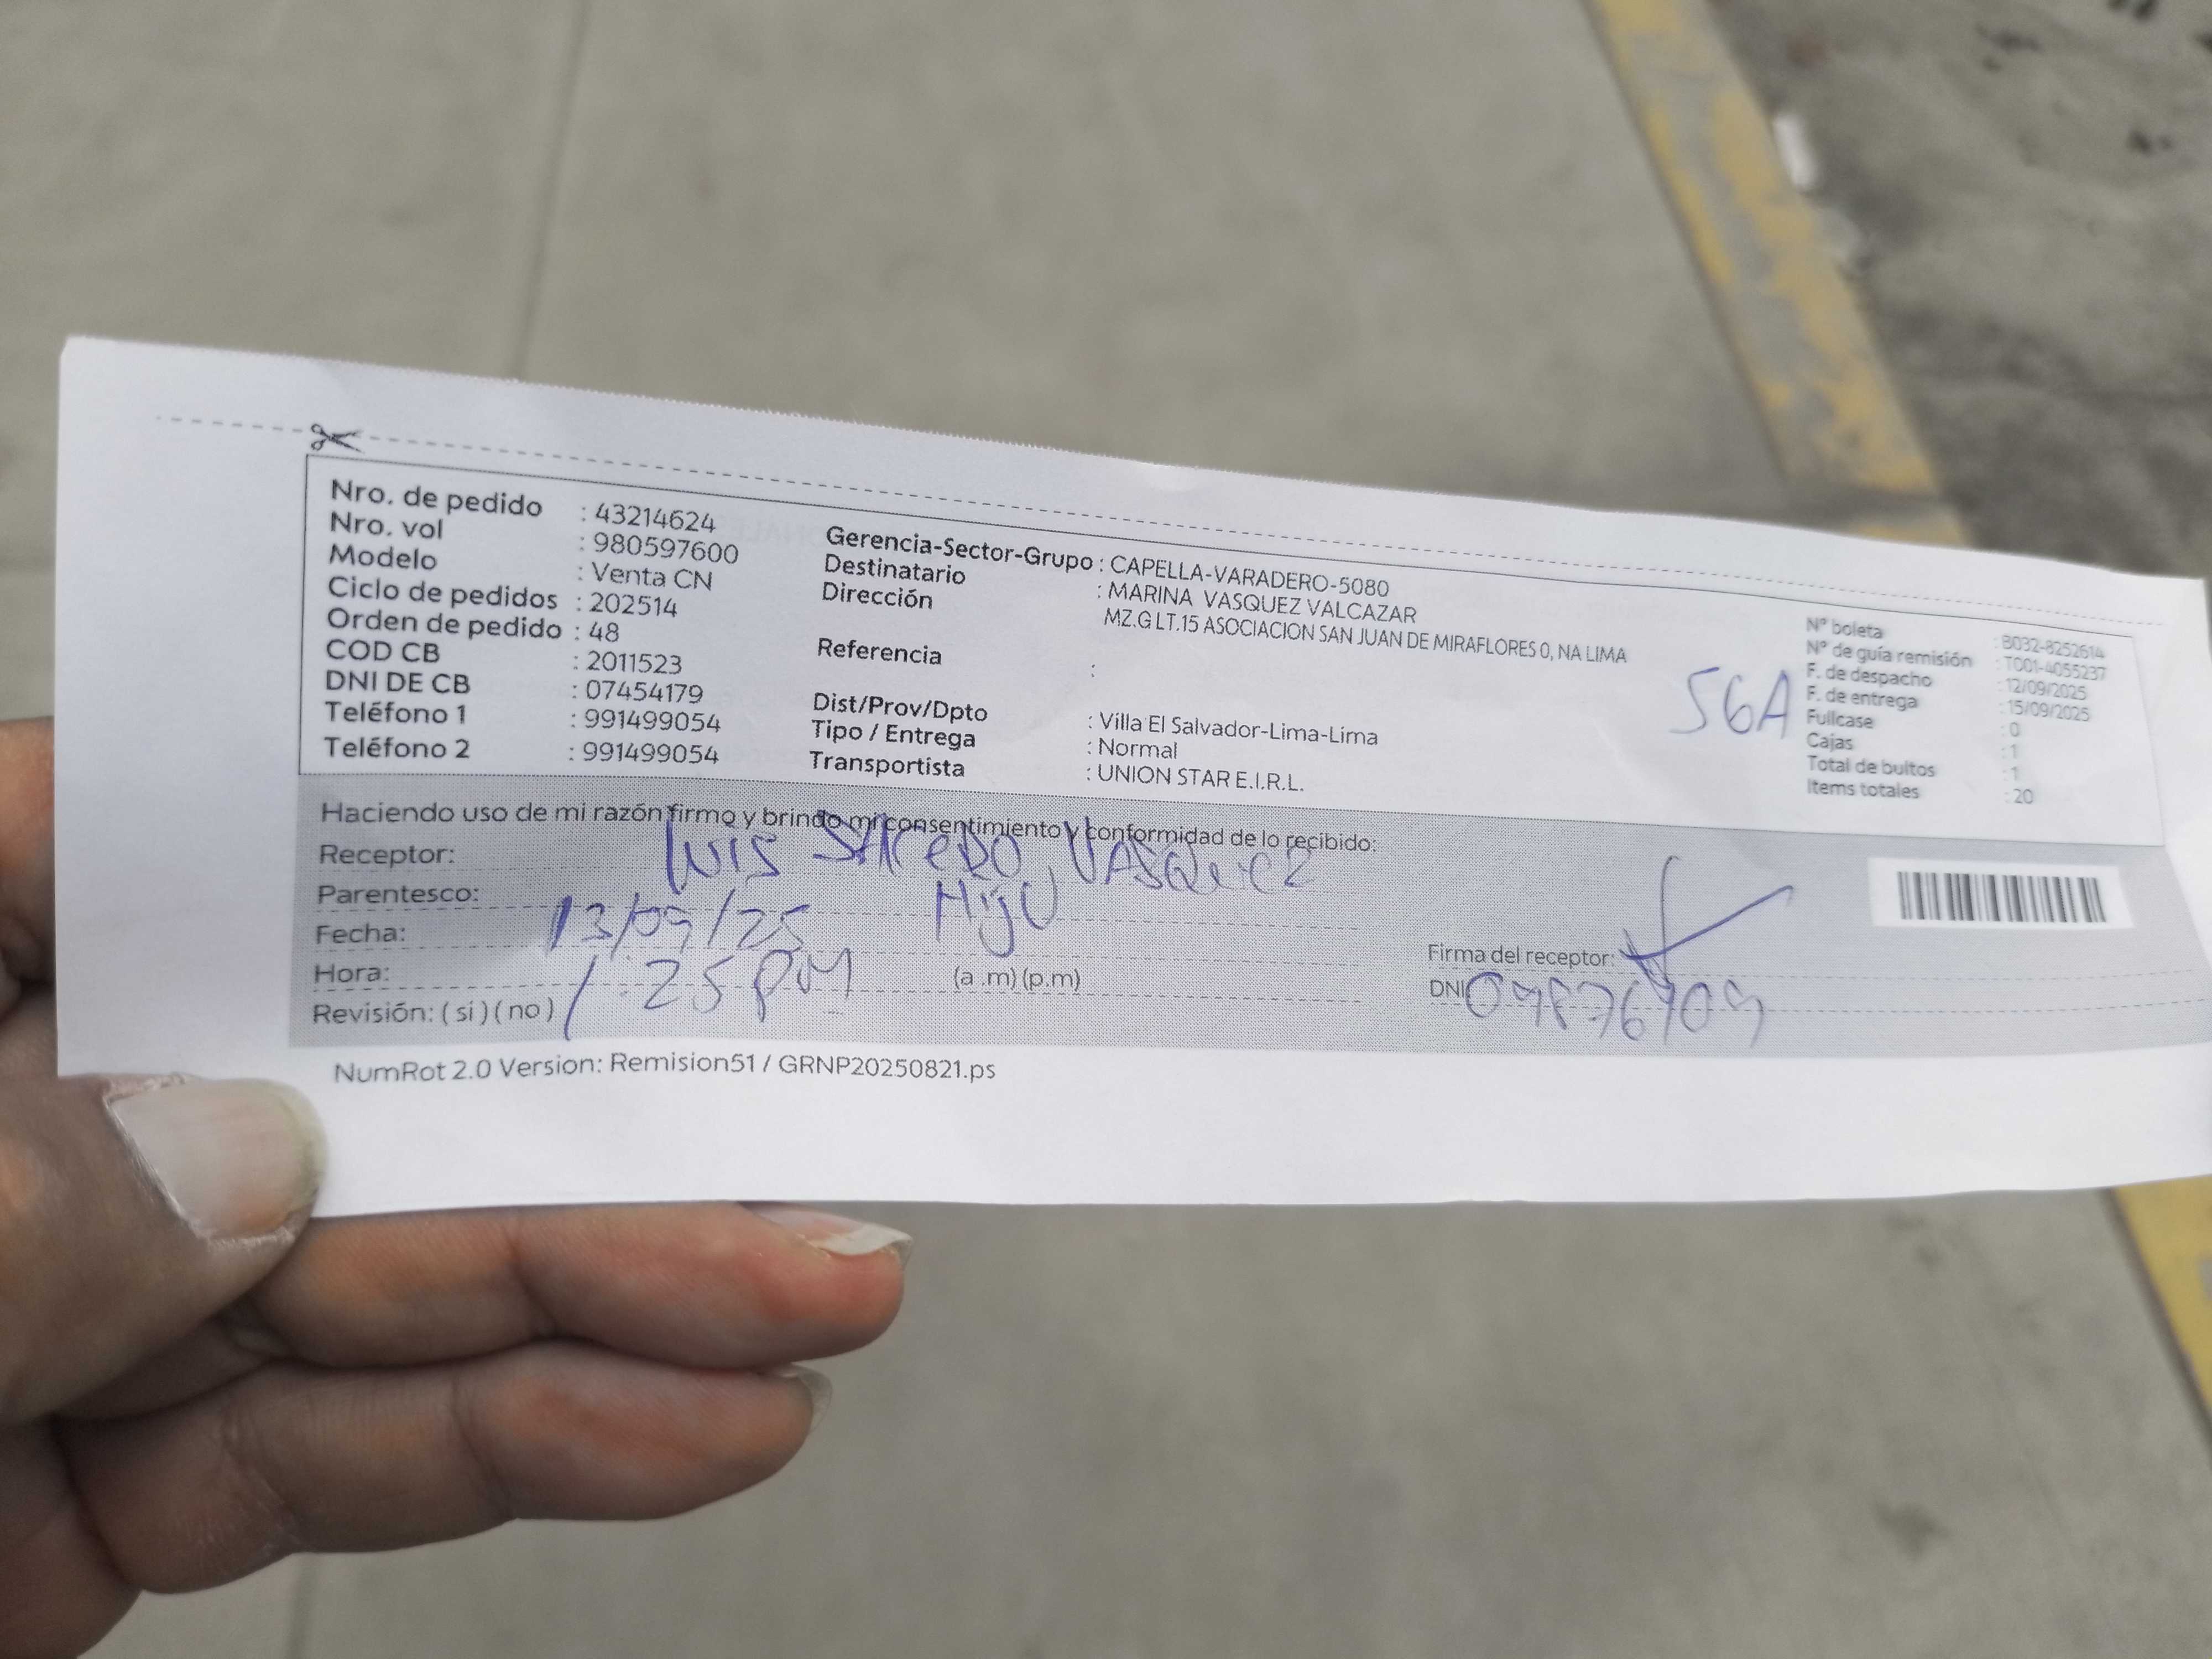 Nro. de pedido : 43214624
Nro. vol : 980597600
Modelo : Venta CN
Ciclo de pedidos : 202514
Orden de pedido : 48
COD CB : 2011523
DNI DE CB : 07454179
Teléfono 1 : 991499054
Teléfono 2 : 991499054
Gerencia-Sector-Grupo : CAPELLA-VARADERO-5080
Destinatario : MARINA VASQUEZ VALCAZAR
Dirección MZ.G LT.15 ASOCIACION SAN JUAN DE MIRAFLORES 0, NA LIMA
Referencia :
Dist/Prov/Dpto : Villa El Salvador-Lima-Lima
Tipo / Entrega : Normal
Transportista : UNION STAR E.I.R.L.
56A
N° boleta : B032-8252614
N° de guía remisión : T001-4055237
F. de despacho : 12/09/2025
F. de entrega : 15/09/2025
Fullcase : 0
Cajas : 1
Total de bultos : 1
Items totales : 20
Haciendo uso de mi razón firmo y brindo mi consentimiento y conformidad de lo recibido:
Receptor: Luis VASQUEZ
Parentesco: Hijo
Fecha: 13/09/25
Hora: 1:25 PM (a.m) (p.m)
Revisión: ( si ) ( no )
Firma del receptor:
DNI
NumRot 2.0 Version: Remision51 / GRNP20250821.ps